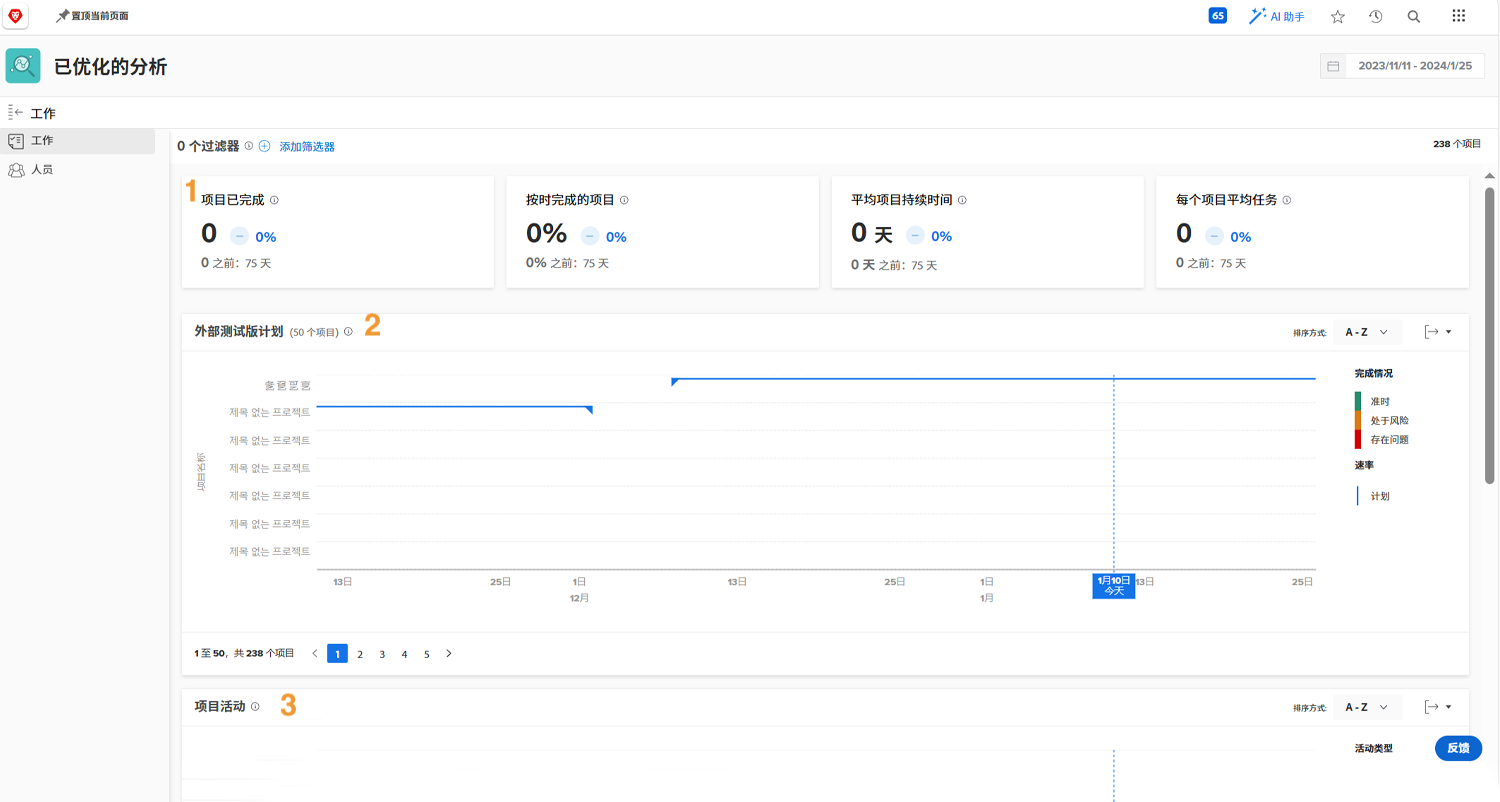 置顶当前页面
65
AI 助手
已优化的分析
2023/11/11 - 2024/1/25
工作
工作
人员
0 个过滤器
添加筛选器
238 个项目
1
项目已完成
0 0%
0 之前：75 天
按时完成的项目
0% 0%
0% 之前：75 天
平均项目持续时间
0 天 0%
0 天 之前：75 天
每个项目平均任务
0 0%
0 之前：75 天
外部测试版计划 (50 个项目)
2
排序方式:
A - Z
제목 없는 프로젝트
제목 없는 프로젝트
제목 없는 프로젝트
제목 없는 프로젝트
제목 없는 프로젝트
제목 없는 프로젝트
13日
25日
1日
12月
13日
25日
1日
1月
1月10日
今天
13日
25日
完成情况
准时
处于风险
存在问题
速率
计划
1 至 50，共 238 个项目
1 2 3 4 5
项目活动
3
排序方式:
A - Z
活动类型
反馈